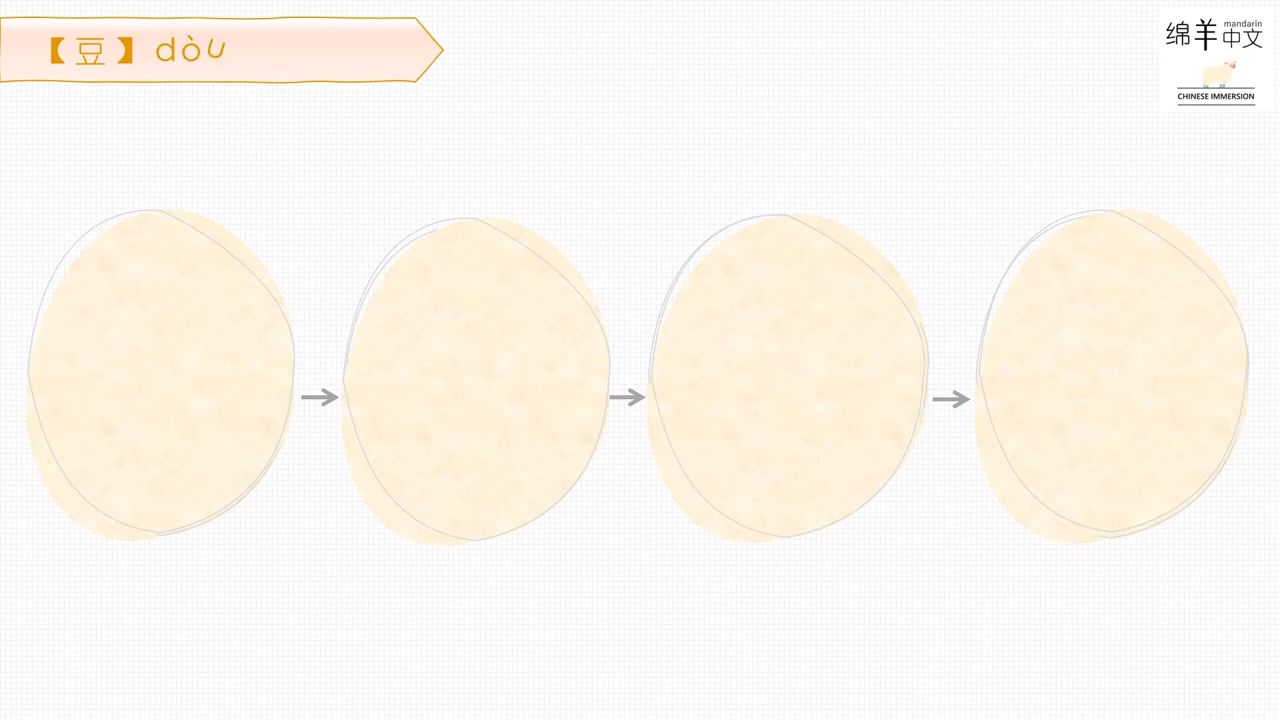 【豆】dòu
绵羊 mandarin
中文
CHINESE IMMERSION